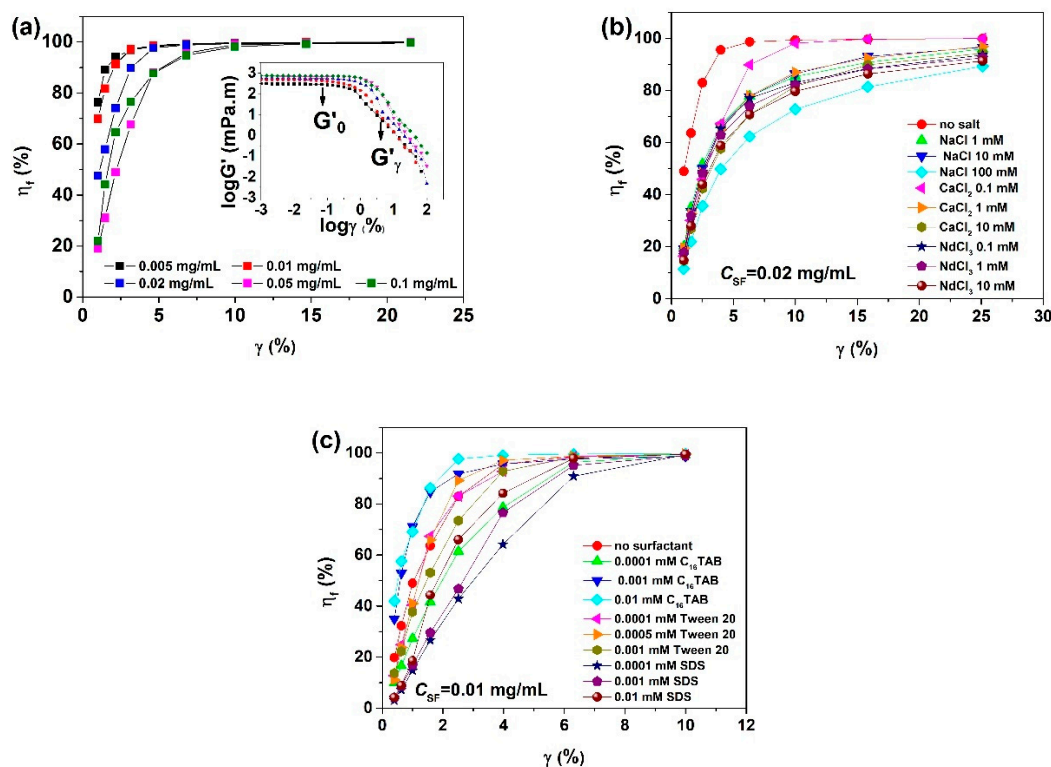 (a)
100
80
60
40
20
0
η_f (%)
0 5 10 15 20 25
γ (%)
0.005 mg/mL 0.01 mg/mL
0.02 mg/mL 0.05 mg/mL 0.1 mg/mL
3
2
1
0
-1
-2
-3
logG' (mPa.m)
G'₀
G'γ
-3 -2 -1 0 1 2
logγ (%)
(b)
100
80
60
40
20
0
η_f (%)
no salt
NaCl 1 mM
NaCl 10 mM
NaCl 100 mM
CaCl₂ 0.1 mM
CaCl₂ 1 mM
CaCl₂ 10 mM
NdCl₃ 0.1 mM
NdCl₃ 1 mM
NdCl₃ 10 mM
C_SF=0.02 mg/mL
0 5 10 15 20 25 30
γ (%)
(c)
100
80
60
40
20
0
η_f (%)
no surfactant
0.0001 mM C₁₆TAB
0.001 mM C₁₆TAB
0.01 mM C₁₆TAB
0.0001 mM Tween 20
0.0005 mM Tween 20
0.001 mM Tween 20
0.0001 mM SDS
0.001 mM SDS
0.01 mM SDS
C_SF=0.01 mg/mL
0 2 4 6 8 10 12
γ (%)